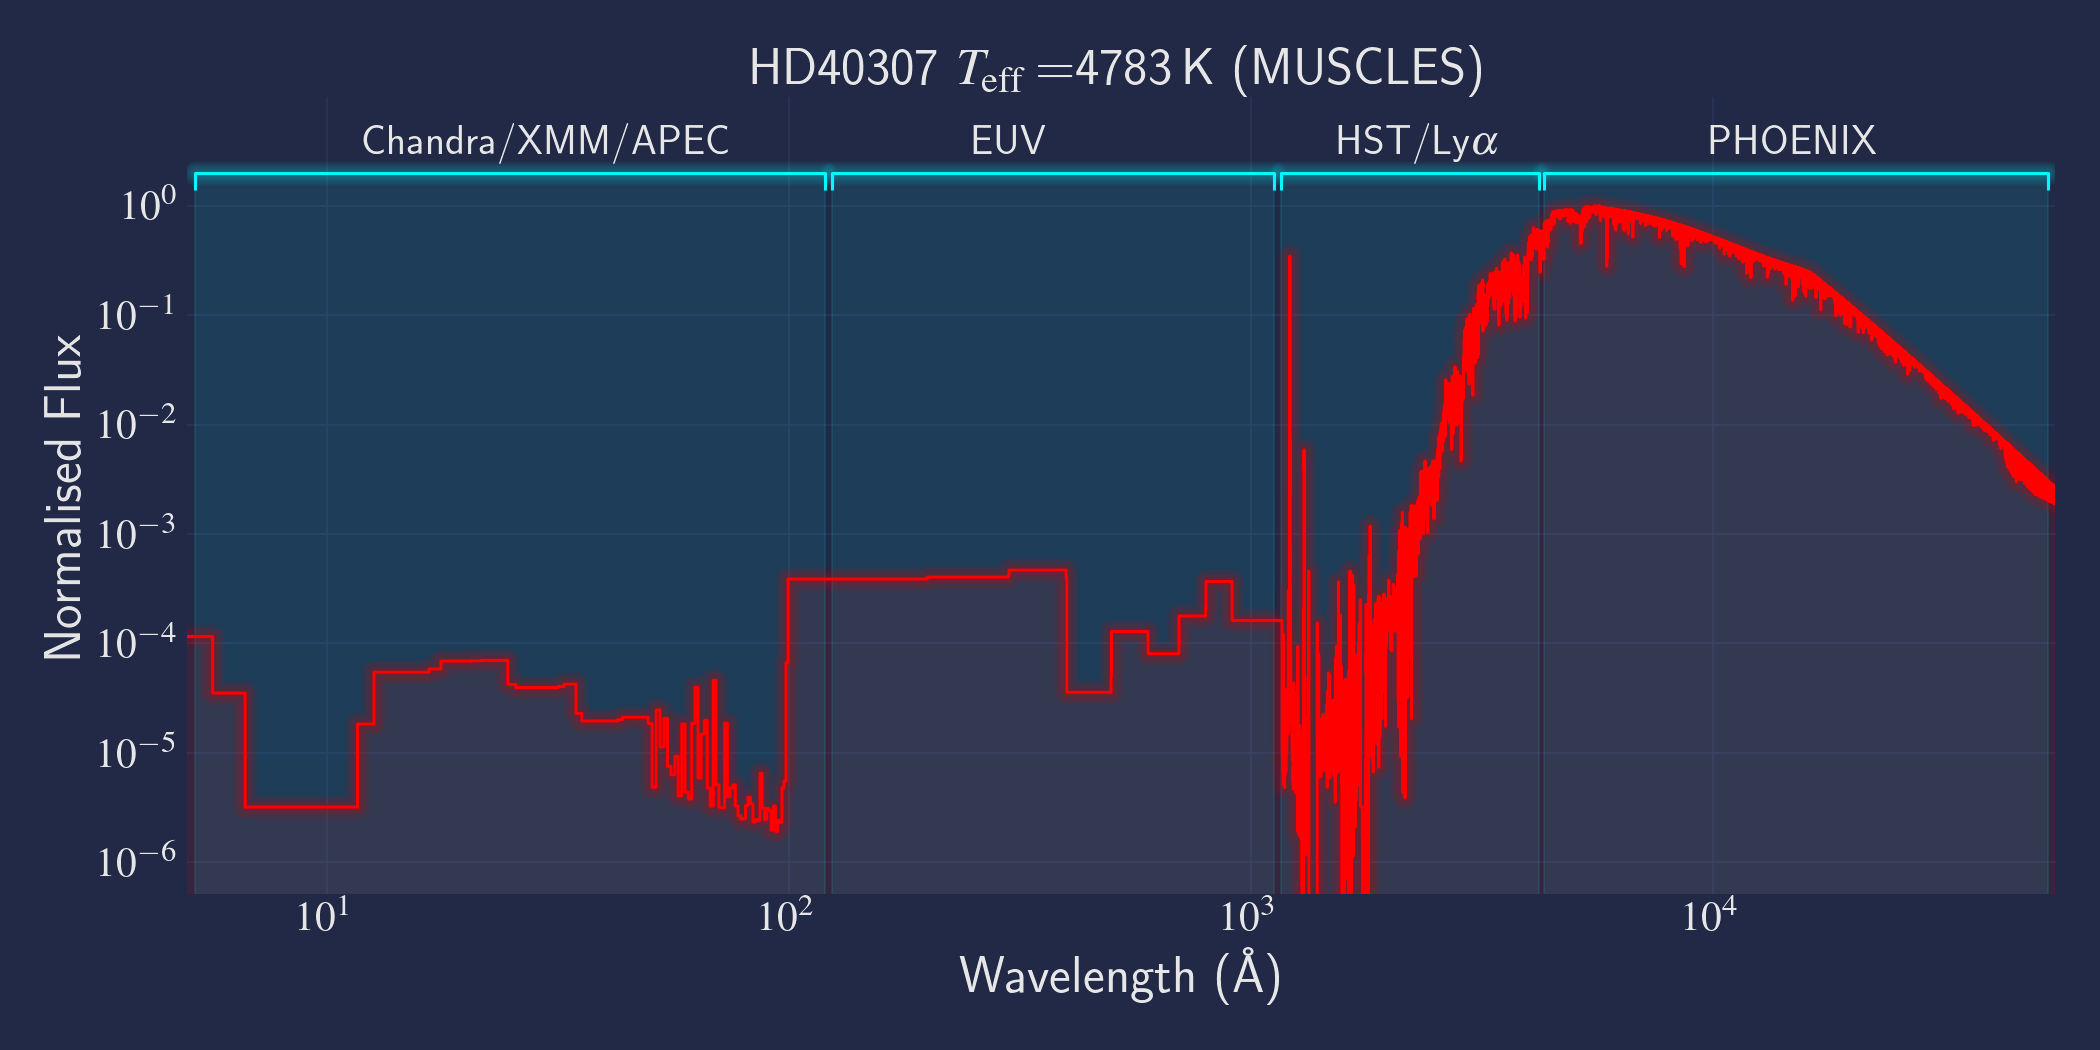 HD40307 T_eff =4783 K (MUSCLES)
Chandra/XMM/APEC EUV HST/Lyα PHOENIX
Normalised Flux
10^0
10^−1
10^−2
10^−3
10^−4
10^−5
10^−6
10^1 10^2 10^3 10^4
Wavelength (Å)